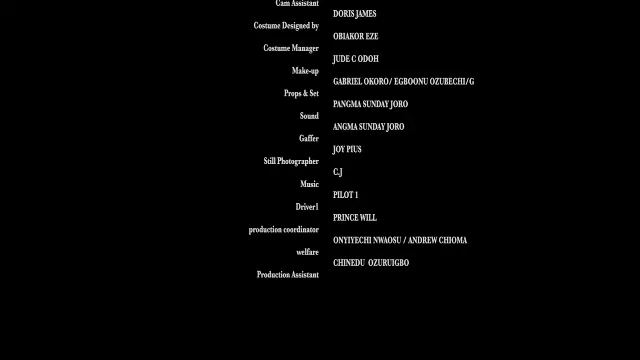 Cam Assistant
DORIS JAMES
Costume Designed by
OBIAKOR EZE
Costume Manager
JUDE C ODOH
Make-up
GABRIEL OKORO/ EGBOONU OZUBECHI/G
Props & Set
PANGMA SUNDAY JORO
Sound
ANGMA SUNDAY JORO
Gaffer
JOY PIUS
Still Photographer
C.J
Music
PILOT 1
Driver1
PRINCE WILL
production coordinator
ONYIYECHI NWAOSU / ANDREW CHIOMA
welfare
CHINEDU OZURUIGBO
Production Assistant